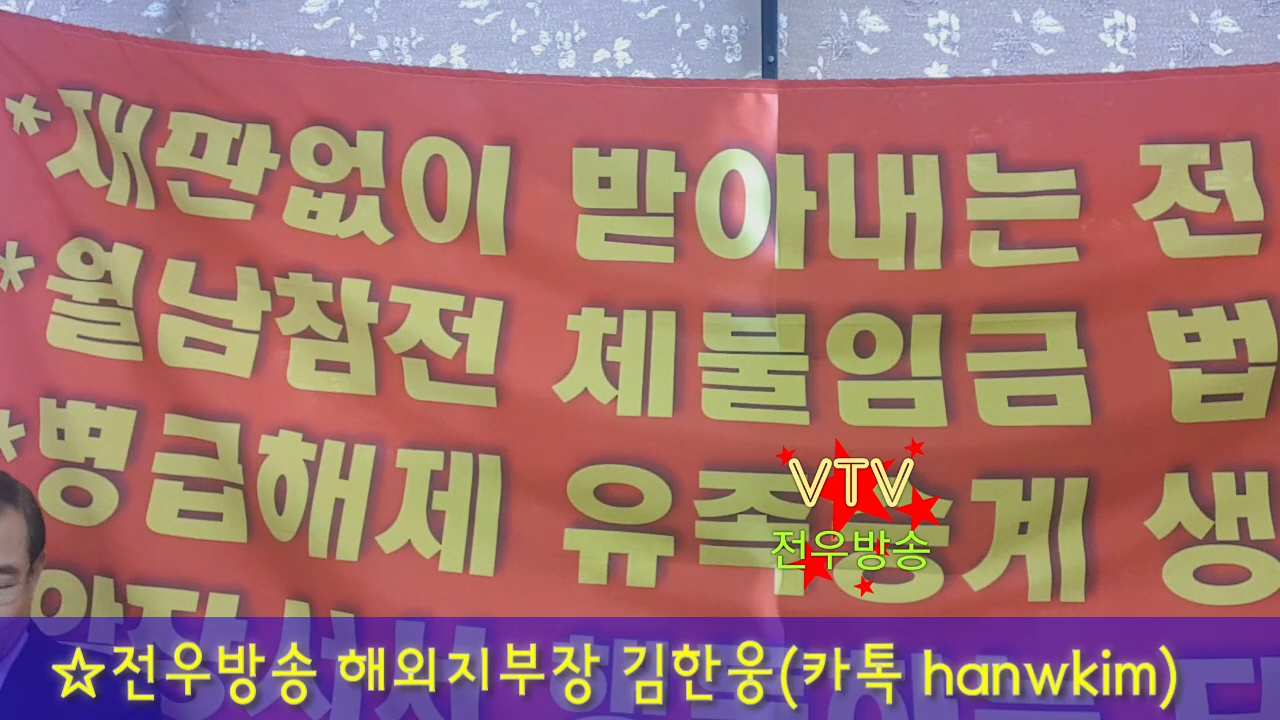 *재판없이 받아내는 전
*월남참전 체불임금 법
*병급해제 유족승계 생
VTV
전우방송
☆전우방송 해외지부장 김한웅(카톡 hanwkim)